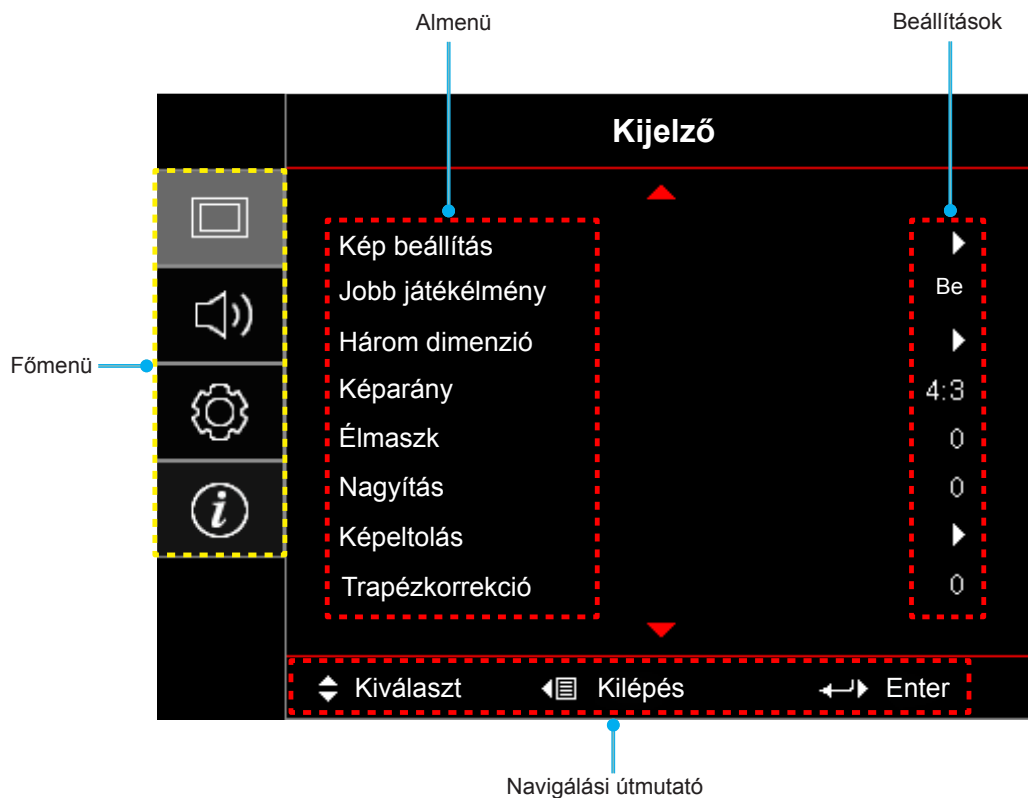 Almenü
Beállítások
Kijelző
Kép beállítás
Jobb játékélmény Be
Három dimenzió
Főmenü
Képarány 4:3
Élmaszk 0
Nagyítás 0
Képeltolás
Trapézkorrekció 0
Kiválaszt Kilépés Enter
Navigálási útmutató